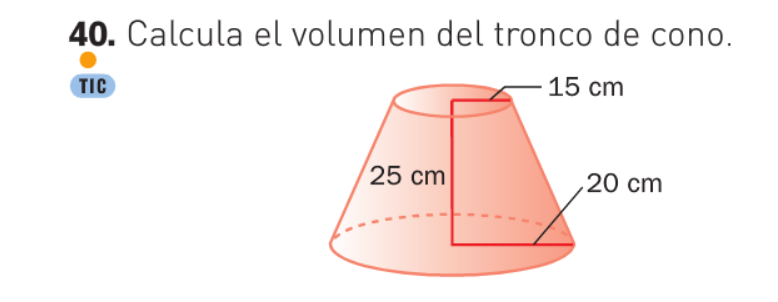 40. Calcula el volumen del tronco de cono.
TIC
15 cm
25 cm
20 cm